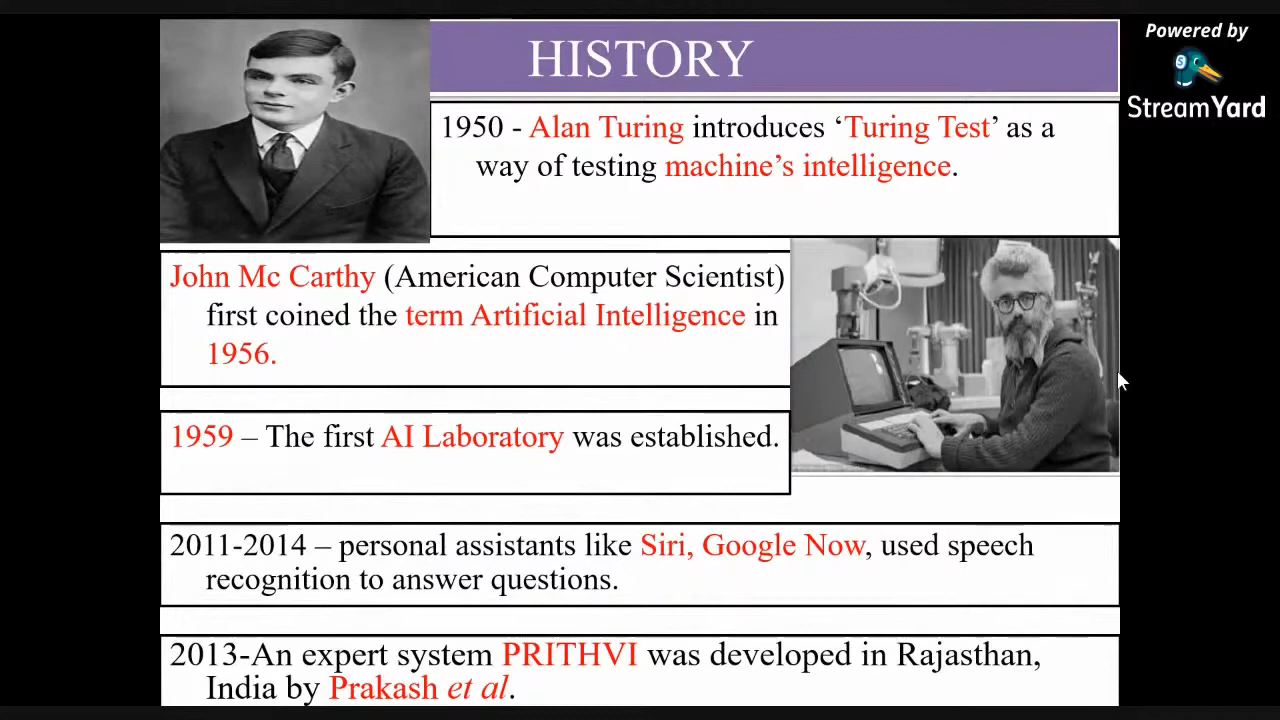 HISTORY
Powered by
StreamYard
1950 - Alan Turing introduces ‘Turing Test’ as a
way of testing machine’s intelligence.
John Mc Carthy (American Computer Scientist)
first coined the term Artificial Intelligence in
1956.
1959 – The first AI Laboratory was established.
2011-2014 – personal assistants like Siri, Google Now, used speech
recognition to answer questions.
2013-An expert system PRITHVI was developed in Rajasthan,
India by Prakash et al.